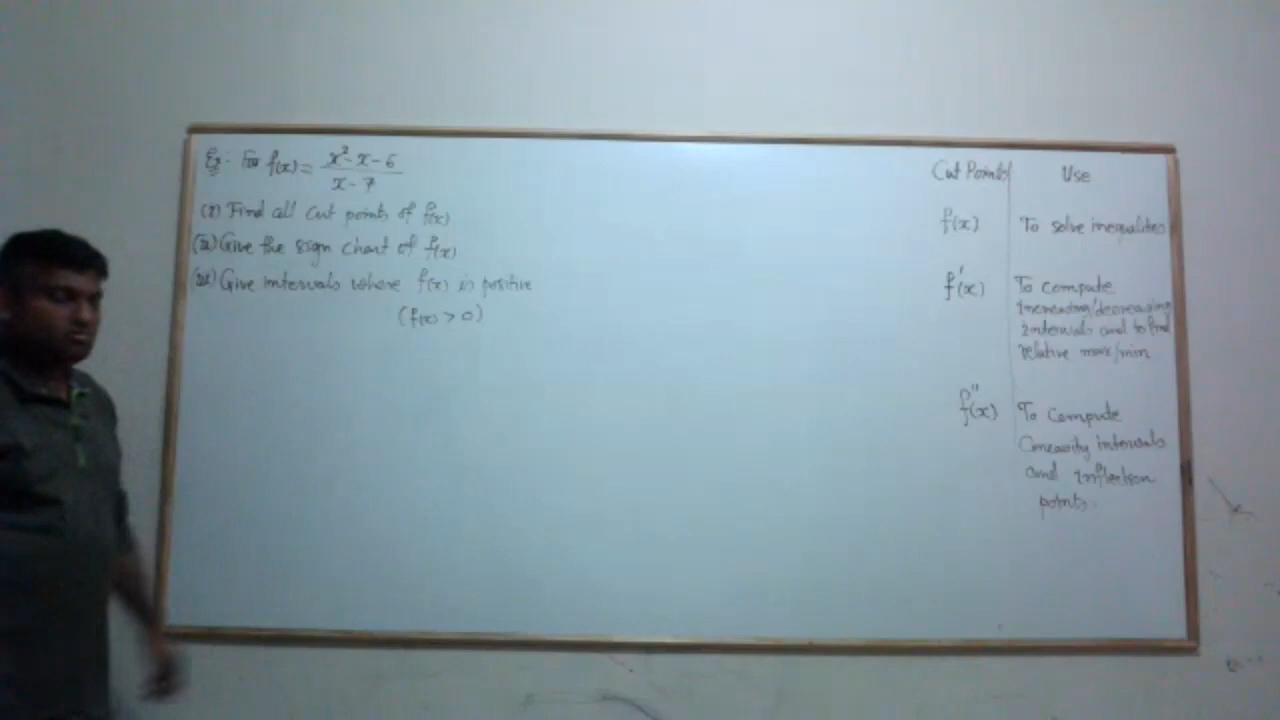 Ex:- For f(x) = x²-x-6 / x-7
(i) Find all cut points of f(x)
(ii) Give the sign chart of f(x)
(iii) Give intervals where f(x) is positive
(f(x) > 0)
Cut Points Use
f(x) To solve inequalities
f'(x) To compute
increasing/decreasing
intervals and to find
relative max/min
f''(x) To compute
Concavity intervals
and inflection
points.